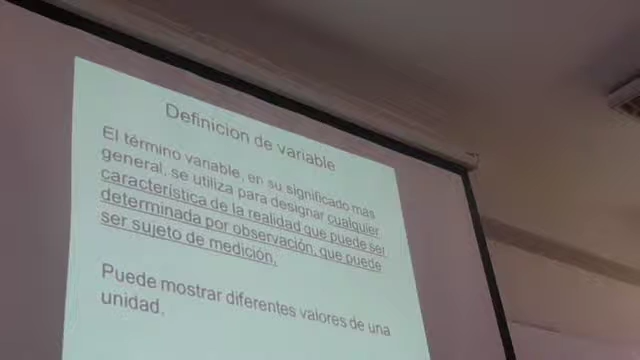 Definicion de variable
El término variable, en su significado más
general, se utiliza para designar cualquier
característica de la realidad que puede ser
determinada por observación, que puede
ser sujeto de medición.
Puede mostrar diferentes valores de una
unidad.